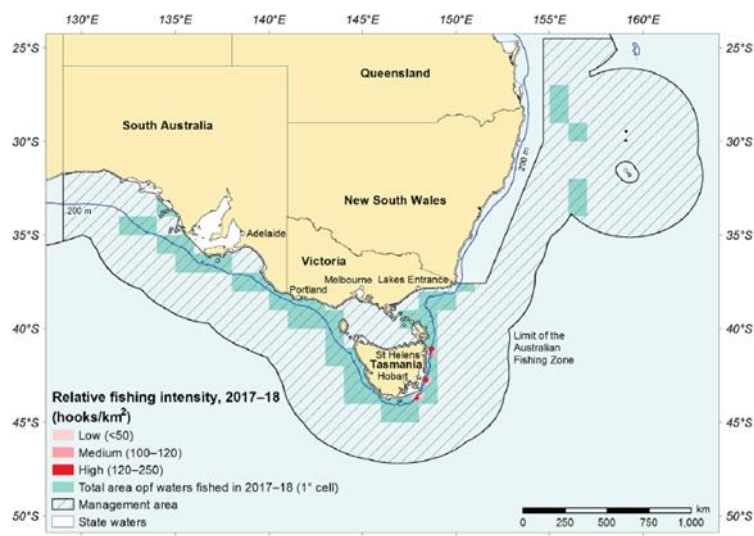 130°E 135°E 140°E 145°E 150°E 155°E 160°E
25°S 25°S
Queensland
South Australia
30°S 30°S
200 m
New South Wales
200 m
35°S Adelaide 35°S
Victoria
Melbourne Lakes Entrance
Portland
40°S 40°S
Limit of the
Australian
Fishing Zone
St Helens
Tasmania
Hobart
Relative fishing intensity, 2017–18
(hooks/km²)
45°S 45°S
Low (<50)
Medium (100–120)
High (120–250)
Total area opf waters fished in 2017–18 (1° cell)
Management area
State waters
km
0 250 500 750 1,000
50°S 50°S